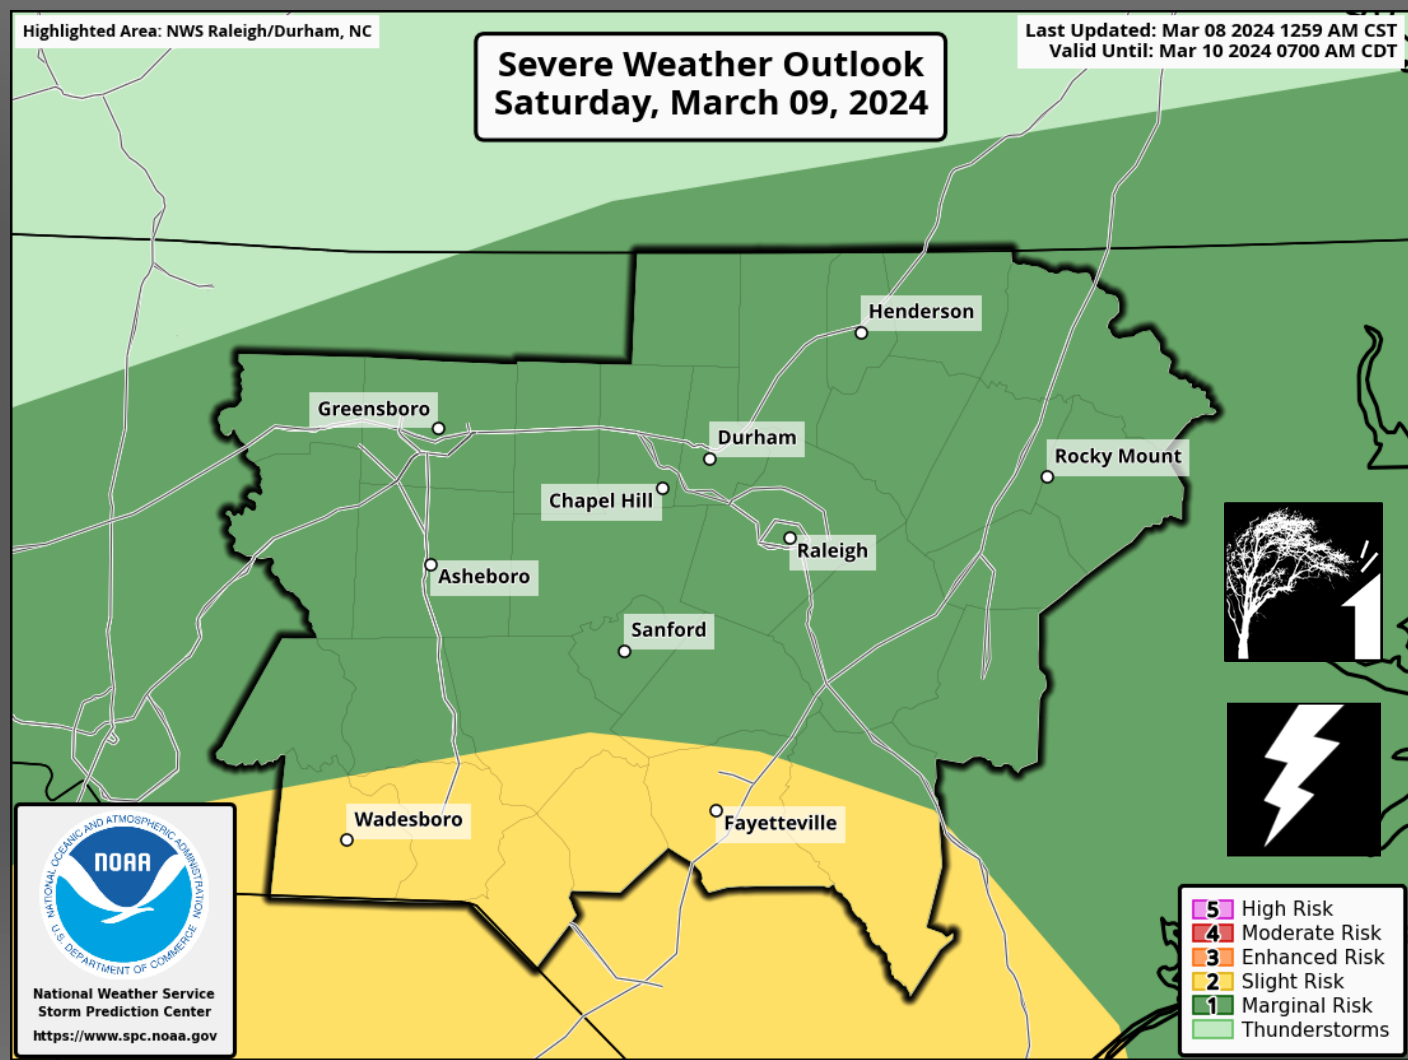 Highlighted Area: NWS Raleigh/Durham, NC
Last Updated: Mar 08 2024 1259 AM CST
Valid Until: Mar 10 2024 0700 AM CDT
Severe Weather Outlook
Saturday, March 09, 2024
Henderson
Greensboro
Durham
Rocky Mount
Chapel Hill
Raleigh
Asheboro
Sanford
Wadesboro
Fayetteville
NATIONAL OCEANIC AND ATMOSPHERIC ADMINISTRATION
NOAA
U.S. DEPARTMENT OF COMMERCE
National Weather Service
Storm Prediction Center
https://www.spc.noaa.gov
5 High Risk
4 Moderate Risk
3 Enhanced Risk
2 Slight Risk
1 Marginal Risk
Thunderstorms